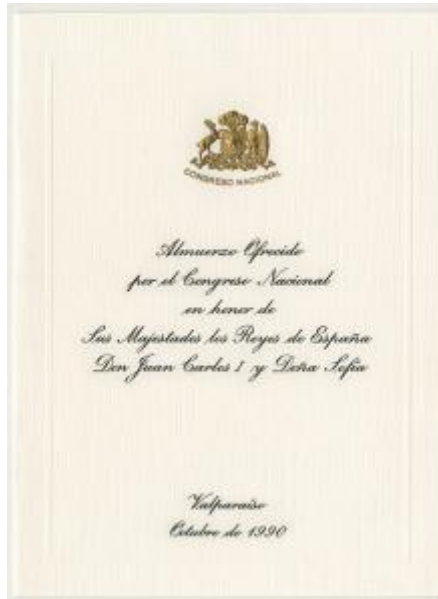 CONGRESO NACIONAL
Almuerzo Ofrecido
por el Congreso Nacional
en honor de
Sus Majestades los Reyes de España
Don Juan Carlos I y Doña Sofía
Valparaíso
Octubre de 1990